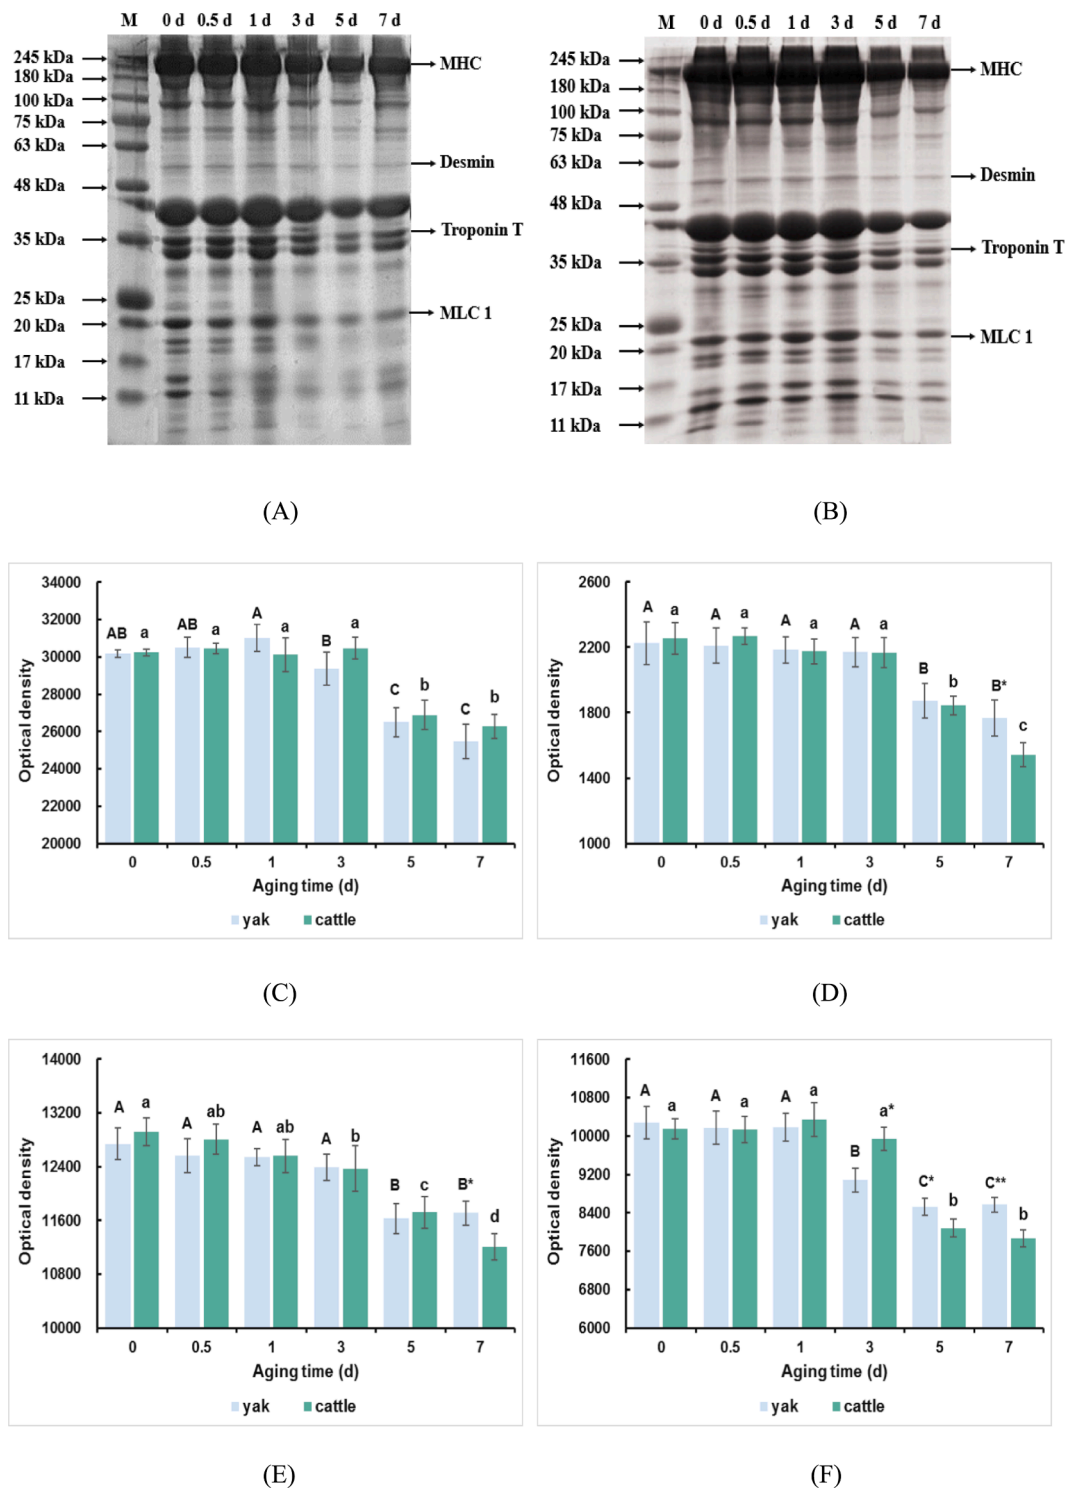 M 0 d 0.5 d 1 d 3 d 5 d 7 d
245 kDa
180 kDa
100 kDa
75 kDa
63 kDa
48 kDa
35 kDa
25 kDa
20 kDa
17 kDa
11 kDa
MHC
Desmin
Troponin T
MLC 1
(A)
M 0 d 0.5 d 1 d 3 d 5 d 7 d
245 kDa
180 kDa
100 kDa
75 kDa
63 kDa
48 kDa
35 kDa
25 kDa
20 kDa
17 kDa
11 kDa
MHC
Desmin
Troponin T
MLC 1
(B)
Optical density
34000
32000
30000
28000
26000
24000
22000
20000
AB a AB a A a B a C b C b
0 0.5 1 3 5 7
Aging time (d)
yak cattle
(C)
Optical density
2600
2200
1800
1400
1000
A a A a A a A a B b B* c
0 0.5 1 3 5 7
Aging time (d)
yak cattle
(D)
Optical density
14000
13200
12400
11600
10800
10000
A a A ab A ab A b B c B* d
0 0.5 1 3 5 7
Aging time (d)
yak cattle
(E)
Optical density
11600
10800
10000
9200
8400
7600
6800
6000
A a A a A a B a* C* b C** b
0 0.5 1 3 5 7
Aging time (d)
yak cattle
(F)